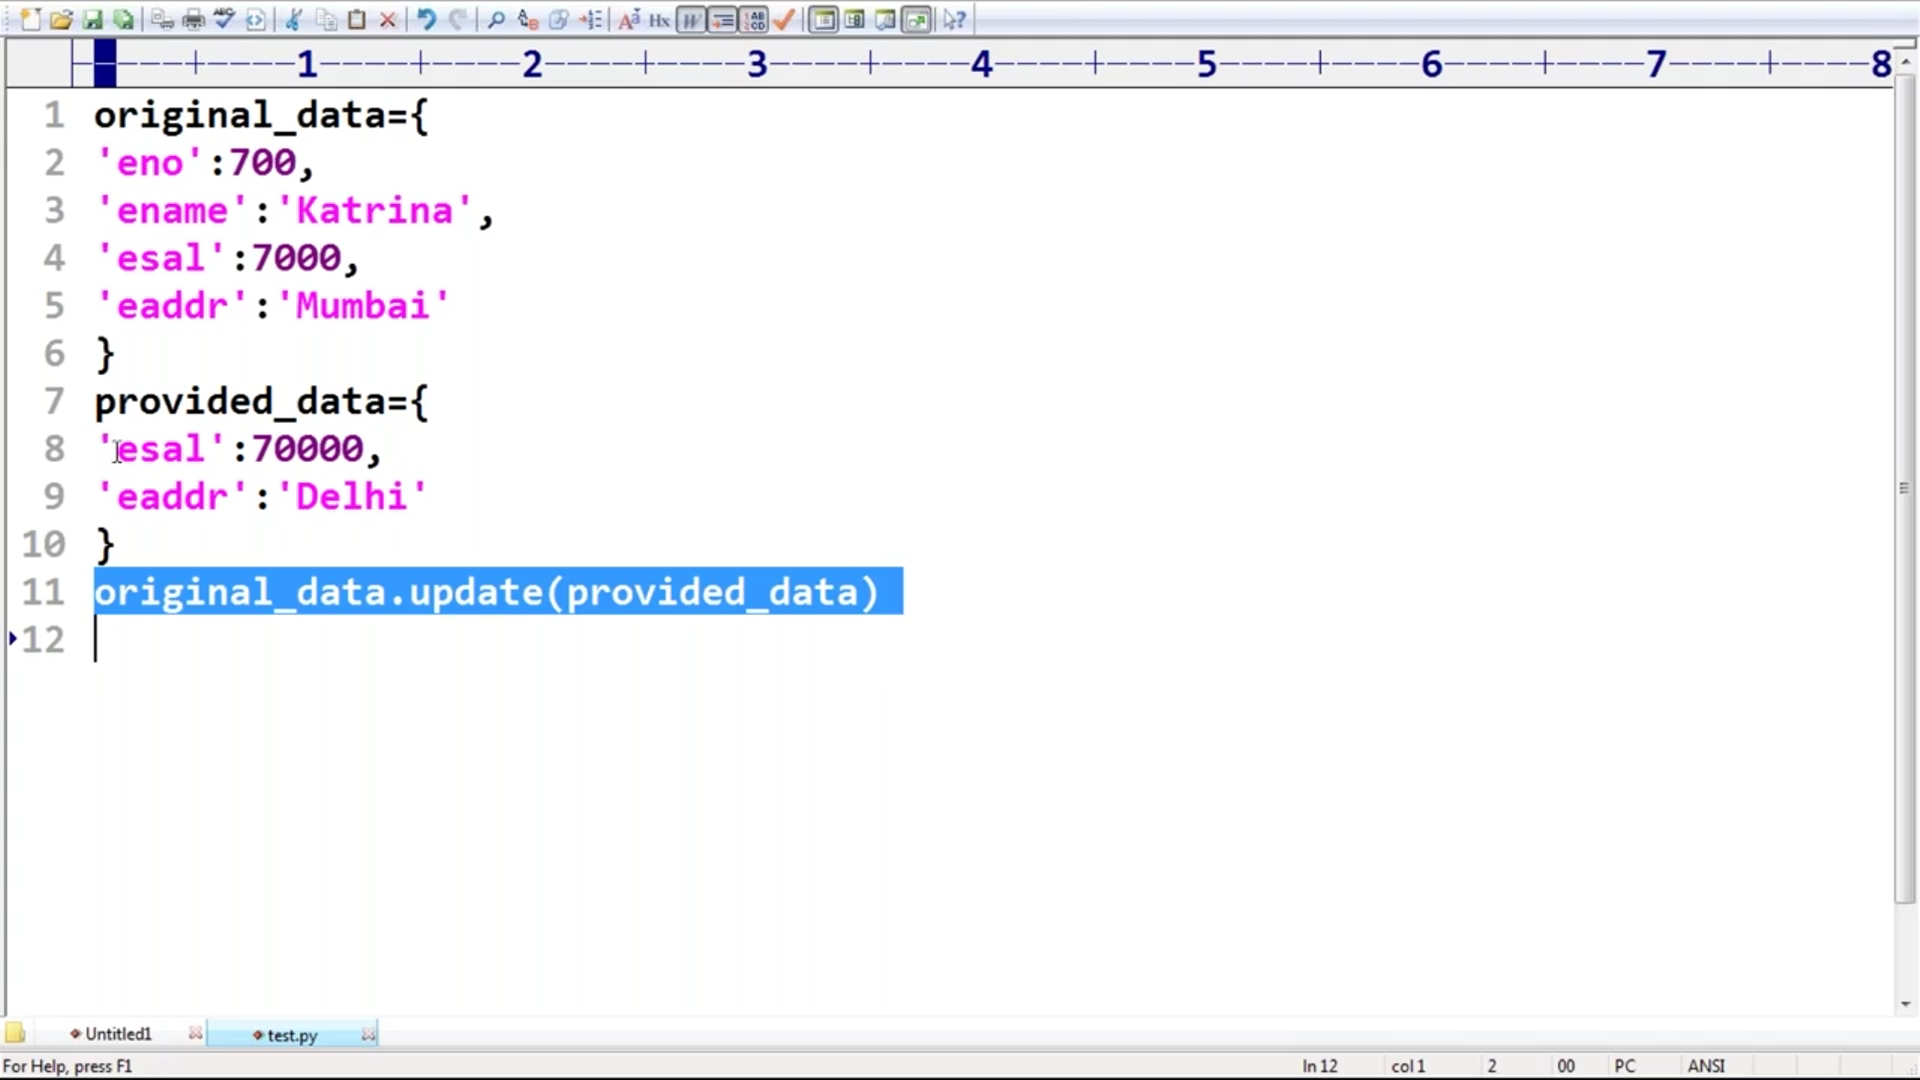 1 2 3 4 5 6 7 8
1 original_data={
2 'eno':700,
3 'ename':'Katrina',
4 'esal':7000,
5 'eaddr':'Mumbai'
6 }
7 provided_data={
8 'esal':70000,
9 'eaddr':'Delhi'
10 }
11 original_data.update(provided_data)
12
Untitled1 test.py
For Help, press F1 ln 12 col 1 2 00 PC ANSI